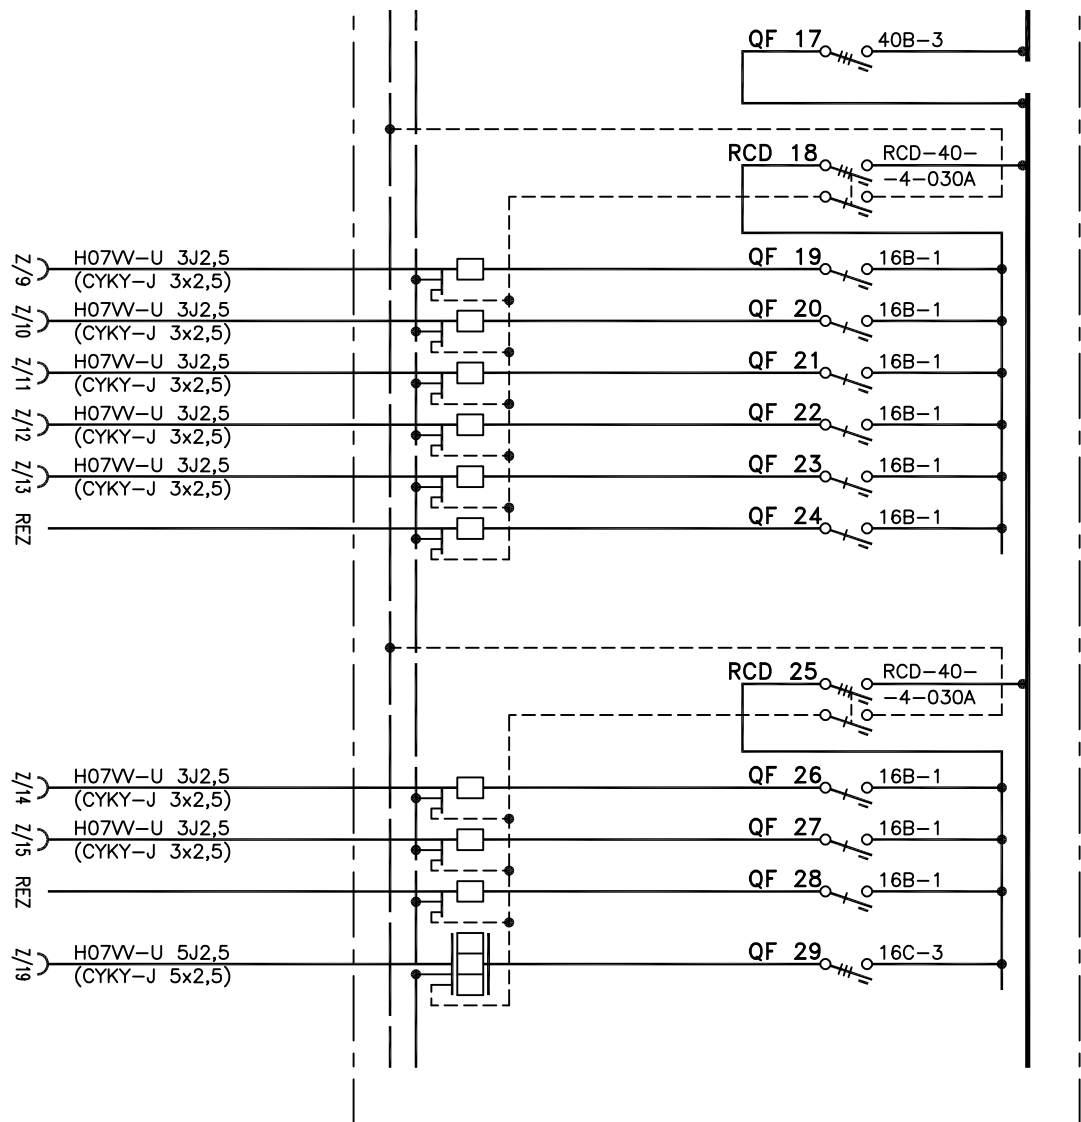 QF 17 40B-3
RCD 18 RCD-40-
-4-030A
Z/9 H07VV-U 3J2,5 QF 19 16B-1
(CYKY-J 3x2,5)
Z/10 H07VV-U 3J2,5 QF 20 16B-1
(CYKY-J 3x2,5)
Z/11 H07VV-U 3J2,5 QF 21 16B-1
(CYKY-J 3x2,5)
Z/12 H07VV-U 3J2,5 QF 22 16B-1
(CYKY-J 3x2,5)
Z/13 H07VV-U 3J2,5 QF 23 16B-1
(CYKY-J 3x2,5)
REZ QF 24 16B-1
RCD 25 RCD-40-
-4-030A
Z/14 H07VV-U 3J2,5 QF 26 16B-1
(CYKY-J 3x2,5)
Z/15 H07VV-U 3J2,5 QF 27 16B-1
(CYKY-J 3x2,5)
REZ QF 28 16B-1
Z/19 H07VV-U 5J2,5 QF 29 16C-3
(CYKY-J 5x2,5)